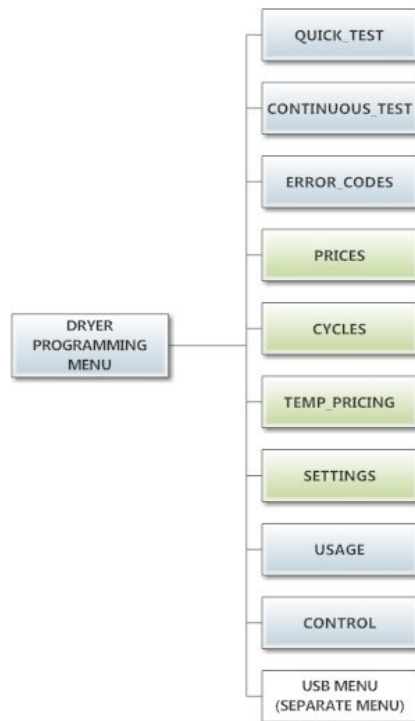 QUICK_TEST
CONTINUOUS_TEST
ERROR_CODES
PRICES
DRYER
PROGRAMMING
MENU
CYCLES
TEMP_PRICING
SETTINGS
USAGE
CONTROL
USB MENU
(SEPARATE MENU)